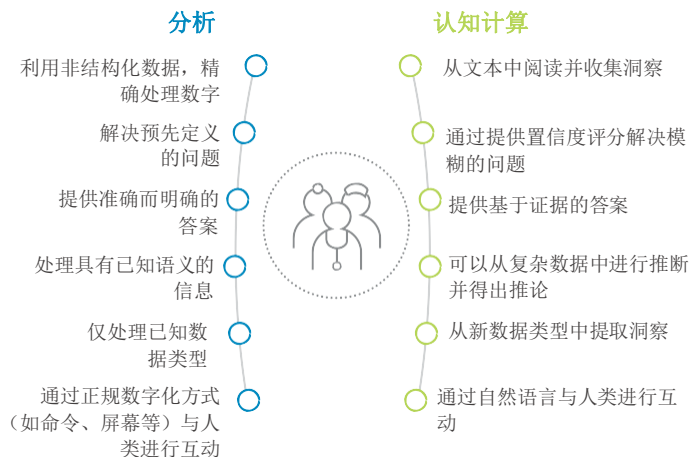 分析
利用非结构化数据，精
确处理数字
解决预先定义
的问题
提供准确而明确的
答案
处理具有已知语义的
信息
仅处理已知数
据类型
通过正规数字化方式
（如命令、屏幕等）与人
类进行互动
认知计算
从文本中阅读并收集洞察
通过提供置信度评分解决模
糊的问题
提供基于证据的答案
可以从复杂数据中进行推断
并得出推论
从新数据类型中提取洞察
通过自然语言与人类进行互
动